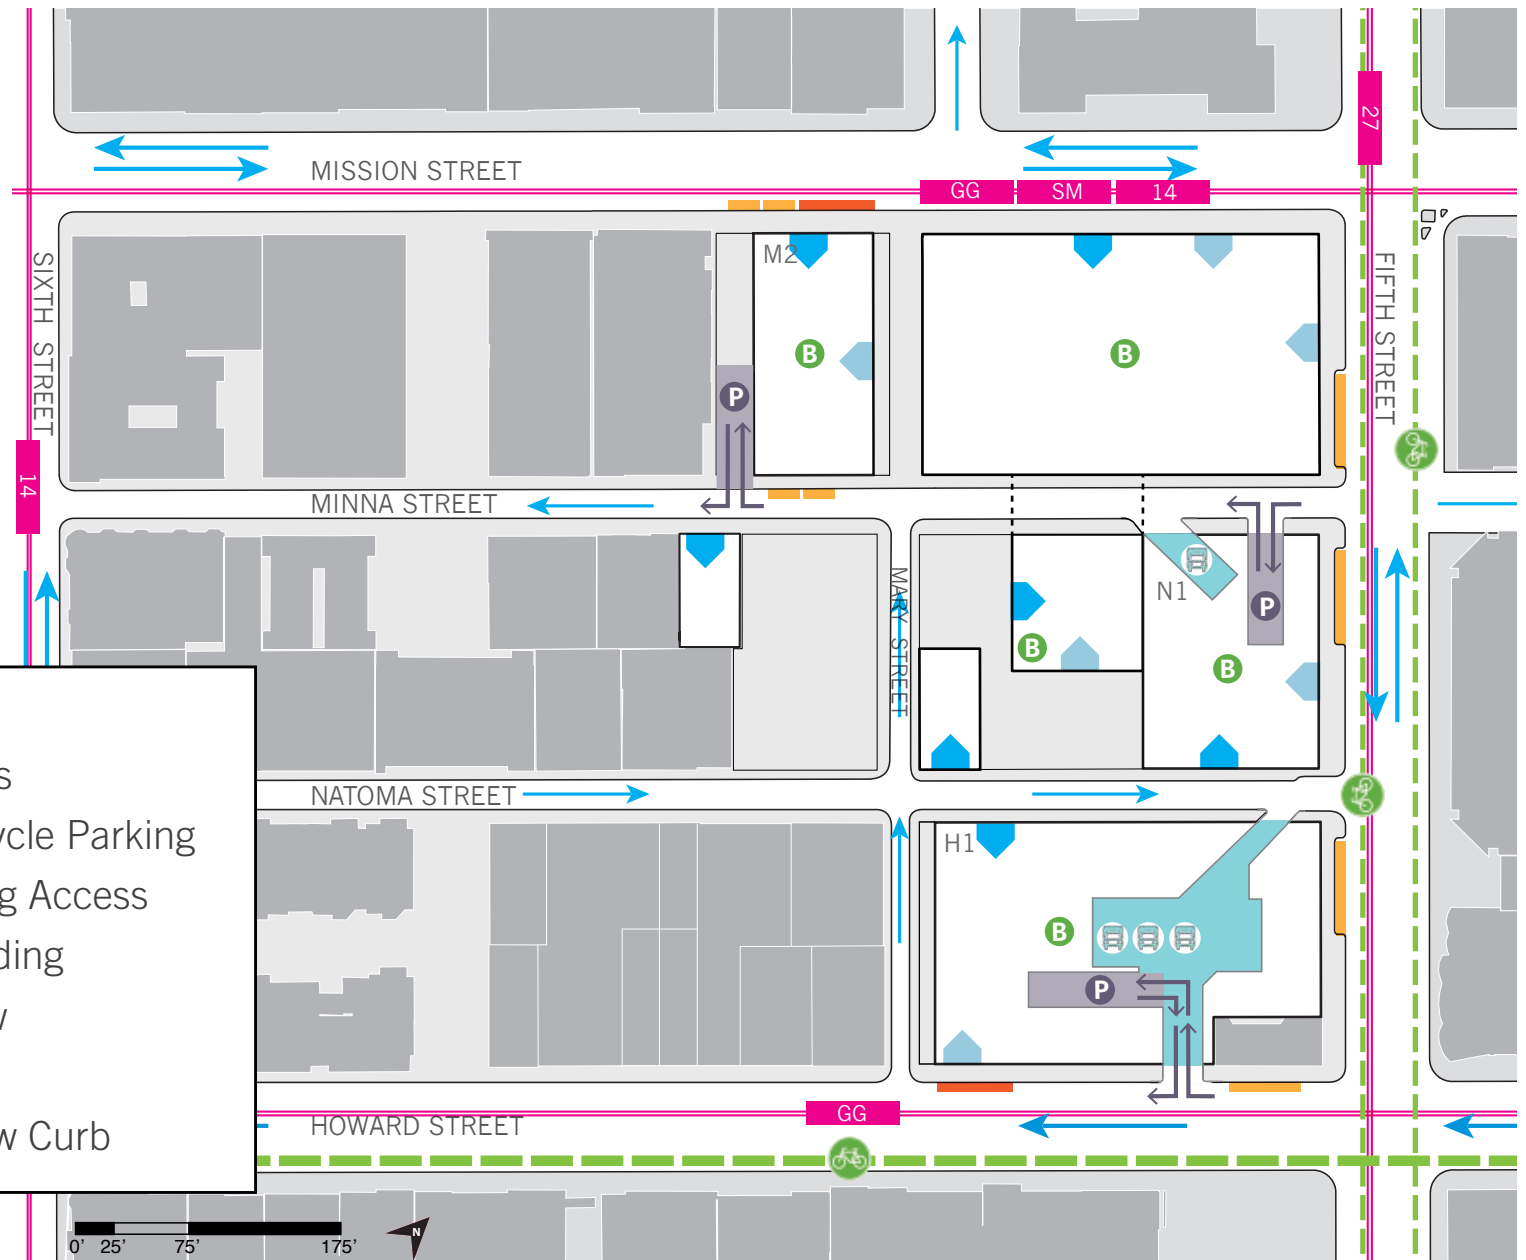 27
MISSION STREET
GG
SM
14
M2
SIXTH STREET
FIFTH STREET
B
B
P
14
MINNA STREET
MARY STREET
N1
P
B
B
NATOMA STREET
H1
B
P
s
cle Parking
g Access
ding
Curb
GG
HOWARD STREET
N
0' 25' 75' 175'